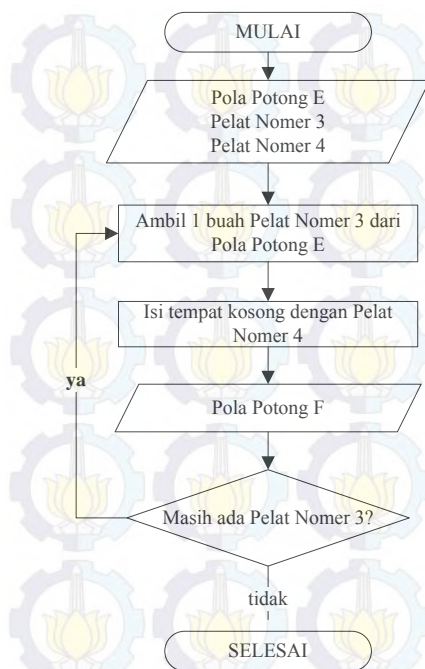 MULAI
Pola Potong E
Pelat Nomer 3
Pelat Nomer 4
Ambil 1 buah Pelat Nomer 3 dari
Pola Potong E
Isi tempat kosong dengan Pelat
Nomer 4
ya
Pola Potong F
Masih ada Pelat Nomer 3?
tidak
SELESAI